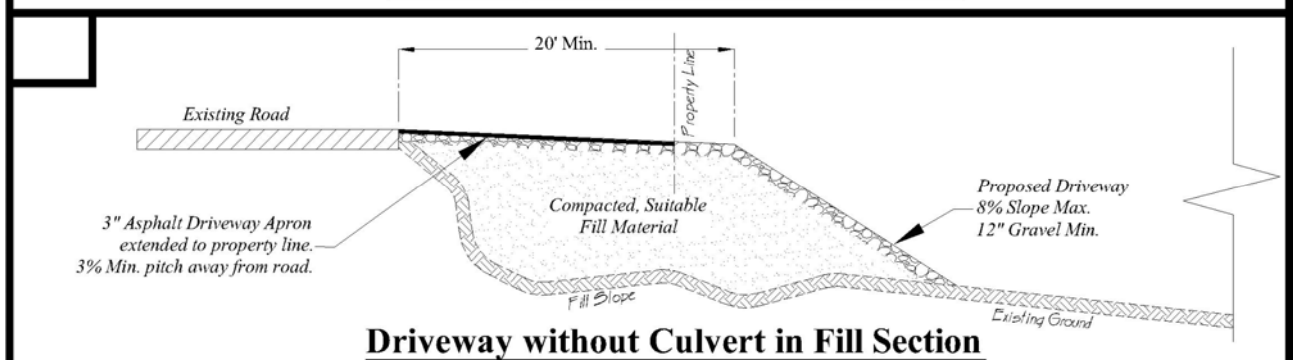 20' Min.
Property Line
Existing Road
3" Asphalt Driveway Apron
extended to property line.
3% Min. pitch away from road.
Compacted, Suitable
Fill Material
Proposed Driveway
8% Slope Max.
12" Gravel Min.
Fill Slope
Existing Ground
Driveway without Culvert in Fill Section